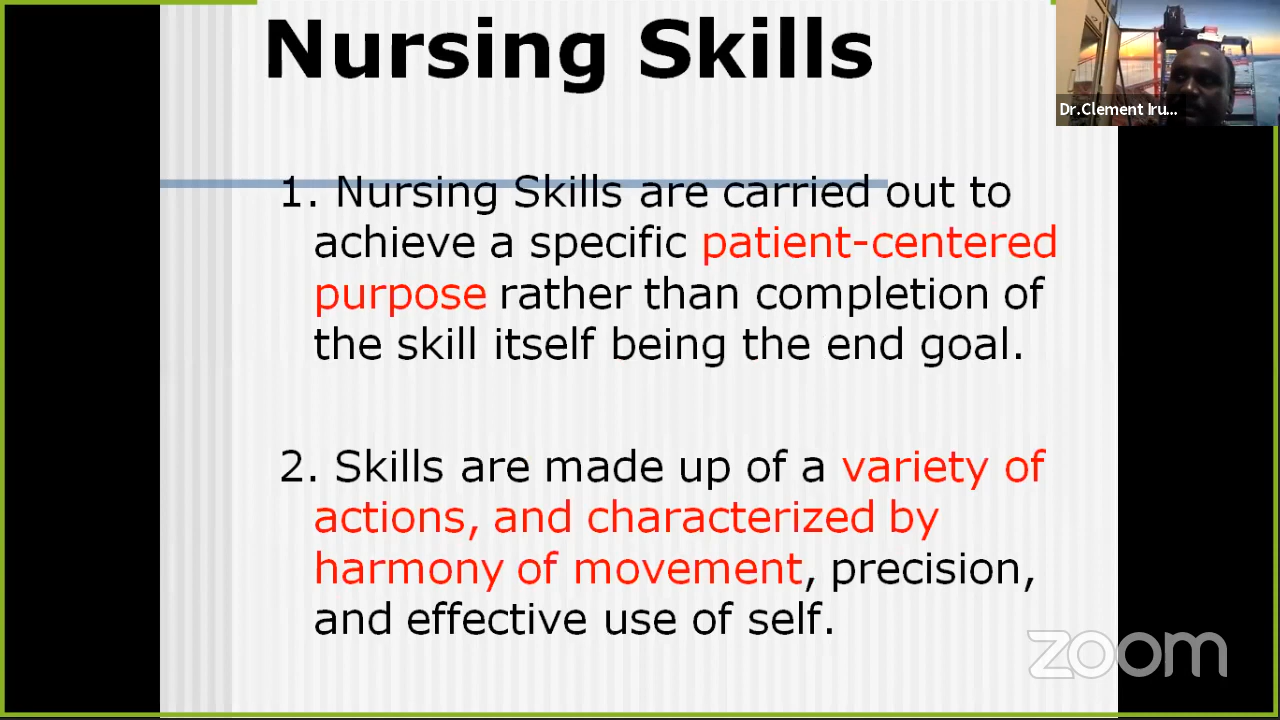 Nursing Skills
Dr.Clement Iru...
1. Nursing Skills are carried out to
achieve a specific patient-centered
purpose rather than completion of
the skill itself being the end goal.
2. Skills are made up of a variety of
actions, and characterized by
harmony of movement, precision,
and effective use of self.
zoom